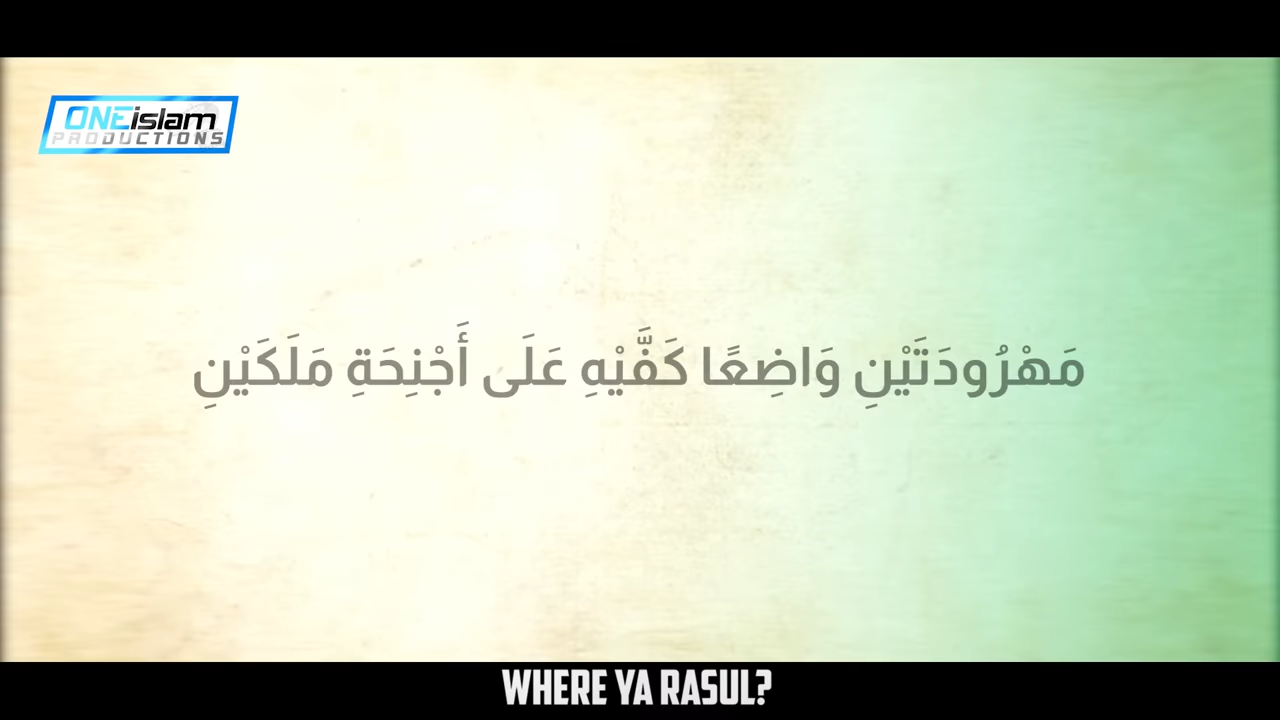 ONEislam
PRODUCTIONS
مَهْرُودَتَيْنِ وَاضِعًا كَفَّيْهِ عَلَى أَجْنِحَةِ مَلَكَيْنِ
WHERE YA RASUL?